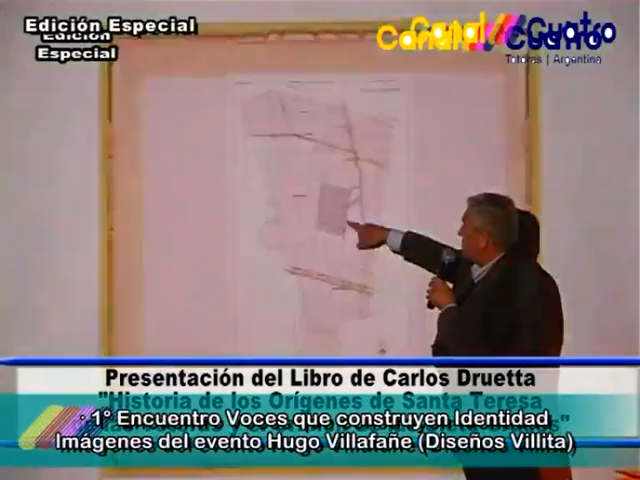 Edición Especial
Edición
Especial
Canal Cuatro
Canal Cuatro
Totoras | Argentina
Presentación del Libro de Carlos Druetta
"Historia de los Orígenes de Santa Teresa
· 1° Encuentro Voces que construyen Identidad
Imágenes del evento Hugo Villafañe (Diseños Villita)